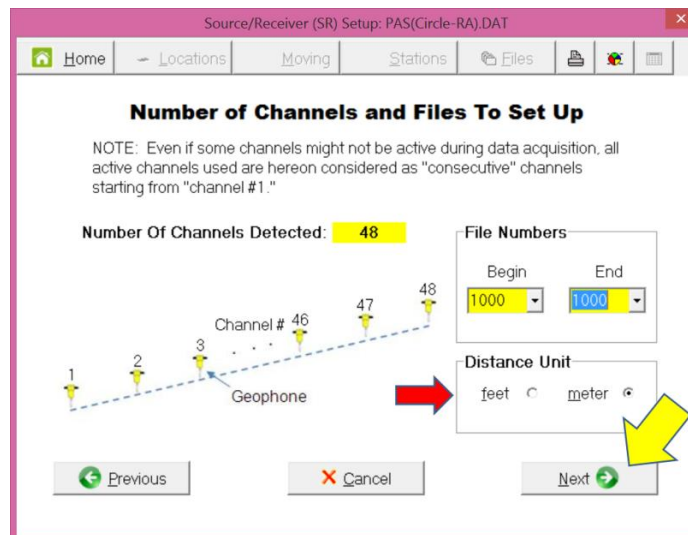 Source/Receiver (SR) Setup: PAS(Circle-RA).DAT
Home Locations Moving Stations Files
Number of Channels and Files To Set Up
NOTE: Even if some channels might not be active during data acquisition, all
active channels used are hereon considered as "consecutive" channels
starting from "channel #1."
Number Of Channels Detected: 48
File Numbers
Begin End
1000 1000
48
47
Channel # 46
3 . . .
2
1
Geophone
Distance Unit
feet meter
Previous Cancel Next